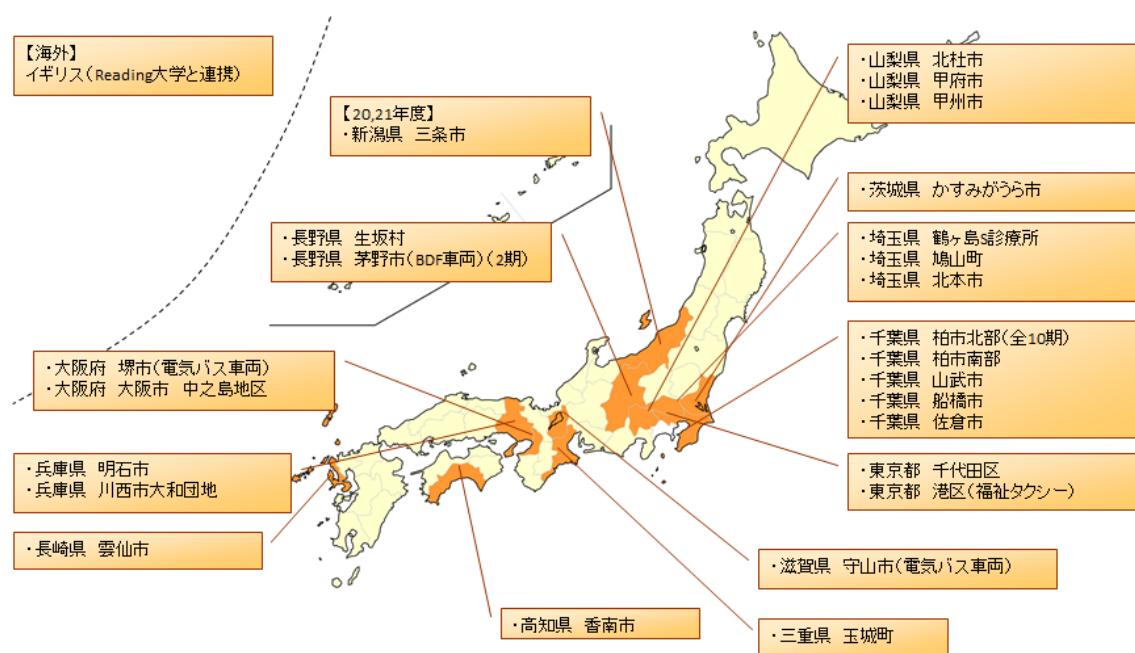 【海外】
イギリス(Reading大学と連携)
【20,21年度】
・新潟県 三条市
・長野県 生坂村
・長野県 茅野市(BDF車両)(2期)
・大阪府 堺市(電気バス車両)
・大阪府 大阪市 中之島地区
・兵庫県 明石市
・兵庫県 川西市大和団地
・長崎県 雲仙市
・高知県 香南市
・山梨県 北杜市
・山梨県 甲府市
・山梨県 甲州市
・茨城県 かすみがうら市
・埼玉県 鶴ヶ島S診療所
・埼玉県 鳩山町
・埼玉県 北本市
・千葉県 柏市北部(全10期)
・千葉県 柏市南部
・千葉県 山武市
・千葉県 船橋市
・千葉県 佐倉市
・東京都 千代田区
・東京都 港区(福祉タクシー)
・滋賀県 守山市(電気バス車両)
・三重県 玉城町